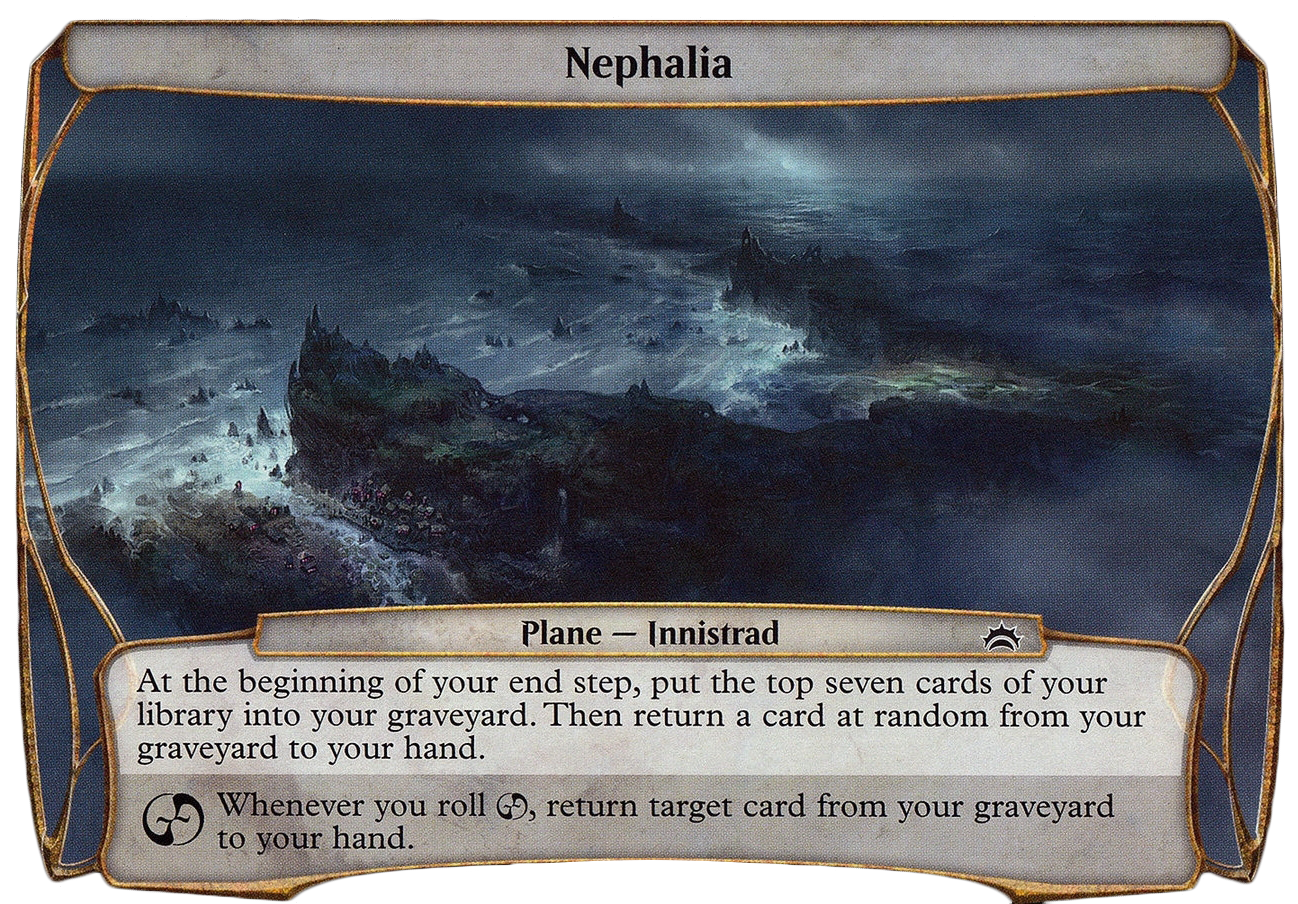 Nephalia
Plane — Innistrad
At the beginning of your end step, put the top seven cards of your
library into your graveyard. Then return a card at random from your
graveyard to your hand.
Whenever you roll , return target card from your graveyard
to your hand.